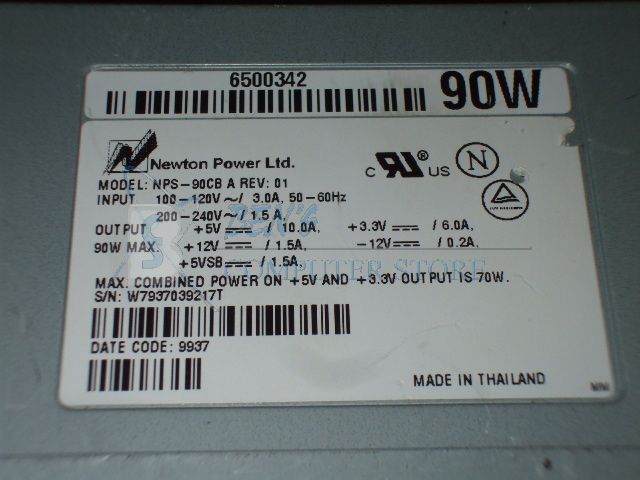 6500342
90W
Newton Power Ltd.
MODEL: NPS-90CB A REV: 01
INPUT 100-120V~/ 3.0A, 50-60Hz
200-240V~/ 1.5A,
OUTPUT +5V⎓/ 10.0A, +3.3V⎓/ 6.0A,
90W MAX. +12V⎓/ 1.5A, -12V⎓/ 0.2A,
+5VSB⎓/ 1.5A,
MAX. COMBINED POWER ON +5V AND +3.3V OUTPUT IS 70W.
S/N: W7937039217T
DATE CODE: 9937
MADE IN THAILAND
C RU ® US
N
COMPUTER STORE